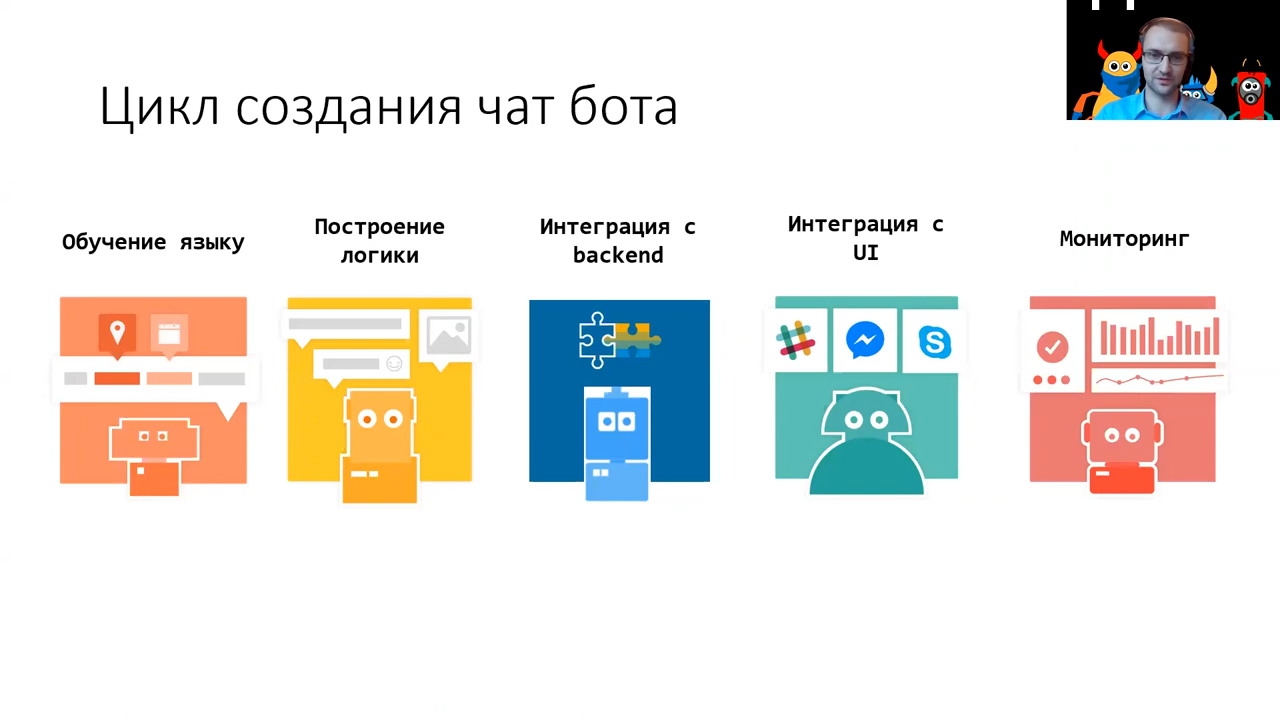 Цикл создания чат бота
Обучение языку
Построение
логики
Интеграция с
backend
Интеграция с
UI
Мониторинг